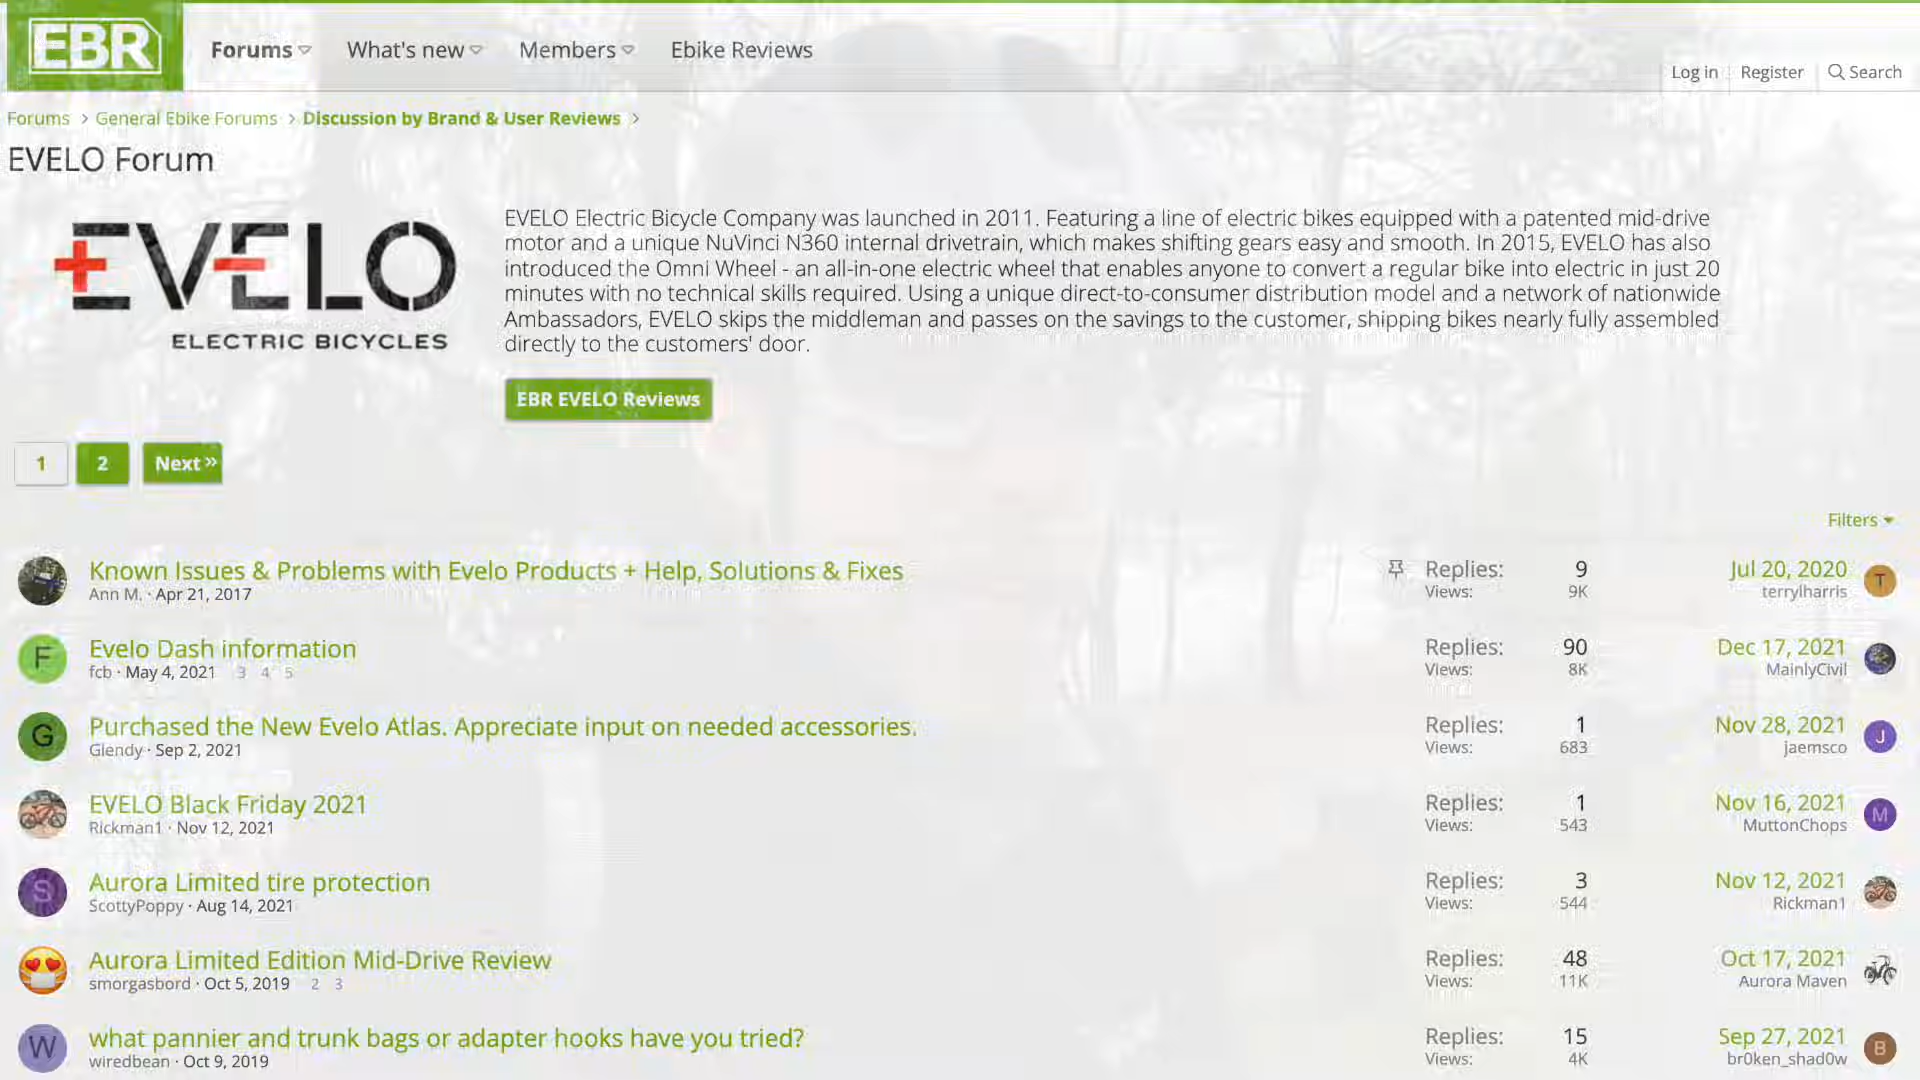 EBR
Forums What's new Members Ebike Reviews
Log in Register Search
Forums > General Ebike Forums > Discussion by Brand & User Reviews >
EVELO Forum
EVELO
ELECTRIC BICYCLES
EVELO Electric Bicycle Company was launched in 2011. Featuring a line of electric bikes equipped with a patented mid-drive
motor and a unique NuVinci N360 internal drivetrain, which makes shifting gears easy and smooth. In 2015, EVELO has also
introduced the Omni Wheel - an all-in-one electric wheel that enables anyone to convert a regular bike into electric in just 20
minutes with no technical skills required. Using a unique direct-to-consumer distribution model and a network of nationwide
Ambassadors, EVELO skips the middleman and passes on the savings to the customer, shipping bikes nearly fully assembled
directly to the customers' door.
EBR EVELO Reviews
1 2 Next »
Filters
Known Issues & Problems with Evelo Products + Help, Solutions & Fixes Replies: 9 Jul 20, 2020
Ann M. · Apr 21, 2017 Views: 9K terrylharris T
F Evelo Dash information Replies: 90 Dec 17, 2021
fcb · May 4, 2021 3 4 5 Views: 8K MainlyCivil
G Purchased the New Evelo Atlas. Appreciate input on needed accessories. Replies: 1 Nov 28, 2021
Glendy · Sep 2, 2021 Views: 683 jaemsco J
EVELO Black Friday 2021 Replies: 1 Nov 16, 2021
Rickman1 · Nov 12, 2021 Views: 543 MuttonChops M
S Aurora Limited tire protection Replies: 3 Nov 12, 2021
ScottyPoppy · Aug 14, 2021 Views: 544 Rickman1
Aurora Limited Edition Mid-Drive Review Replies: 48 Oct 17, 2021
smorgasbord · Oct 5, 2019 2 3 Views: 11K Aurora Maven
W what pannier and trunk bags or adapter hooks have you tried? Replies: 15 Sep 27, 2021
wiredbean · Oct 9, 2019 Views: 4K br0ken_shad0w B